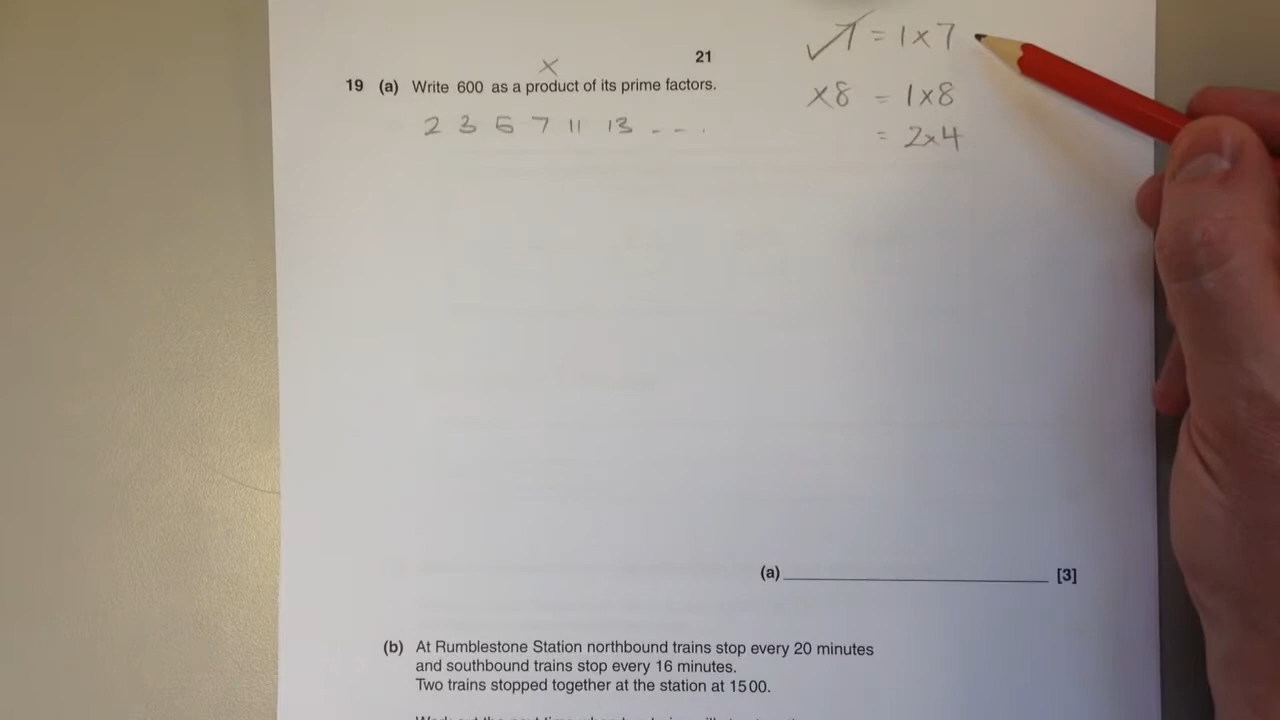 21
✓ 7 = 1 x 7
19 (a) Write 600 as a product of its prime factors.
x
x 8 = 1 x 8
= 2 x 4
2 3 5 7 11 13 - - .
(a) [3]
(b) At Rumblestone Station northbound trains stop every 20 minutes
and southbound trains stop every 16 minutes.
Two trains stopped together at the station at 1500.